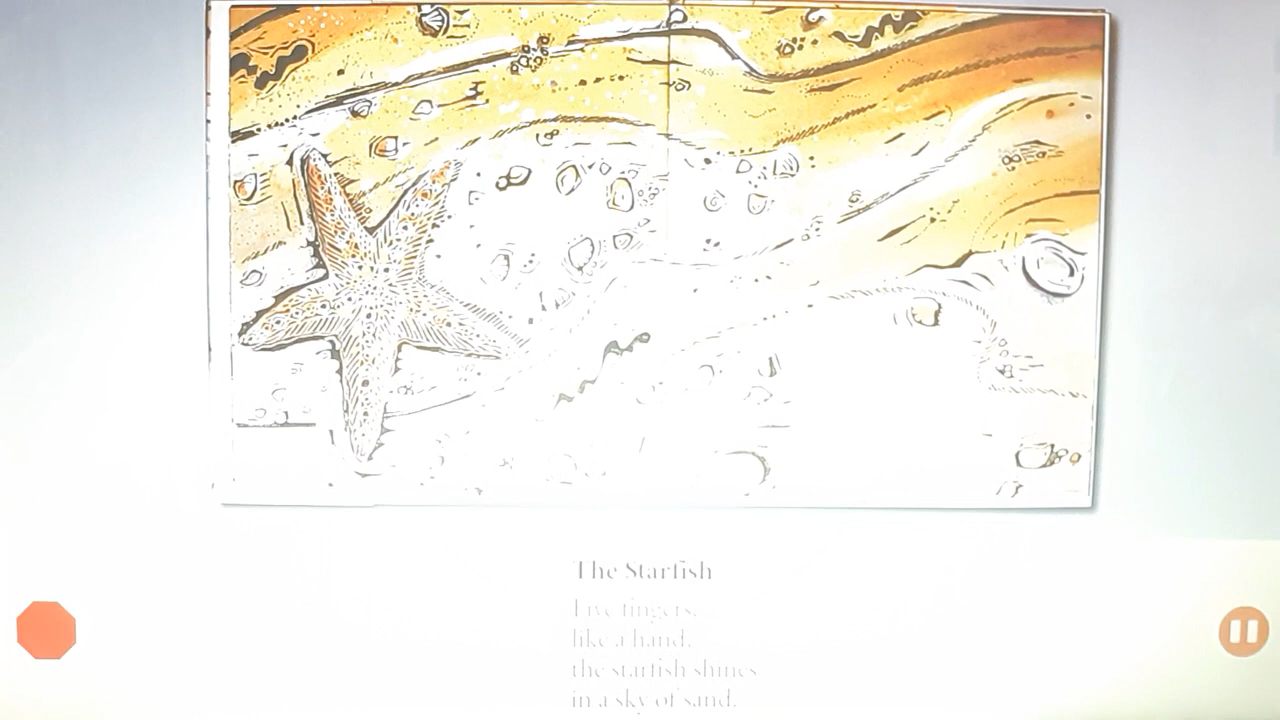 The Starfish
Five fingers,
like a hand,
the starfish shines
in a sky of sand.